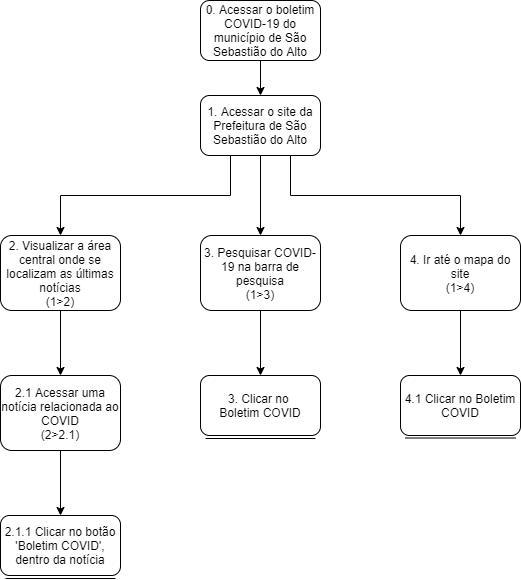 0. Acessar o boletim
COVID-19 do
município de São
Sebastião do Alto
1. Acessar o site da
Prefeitura de São
Sebastião do Alto
2. Visualizar a área
central onde se
localizam as últimas
notícias
(1>2)
3. Pesquisar COVID-
19 na barra de
pesquisa
(1>3)
4. Ir até o mapa do
site
(1>4)
2.1 Acessar uma
notícia relacionada ao
COVID
(2>2.1)
3. Clicar no
Boletim COVID
4.1 Clicar no Boletim
COVID
2.1.1 Clicar no botão
'Boletim COVID',
dentro da notícia